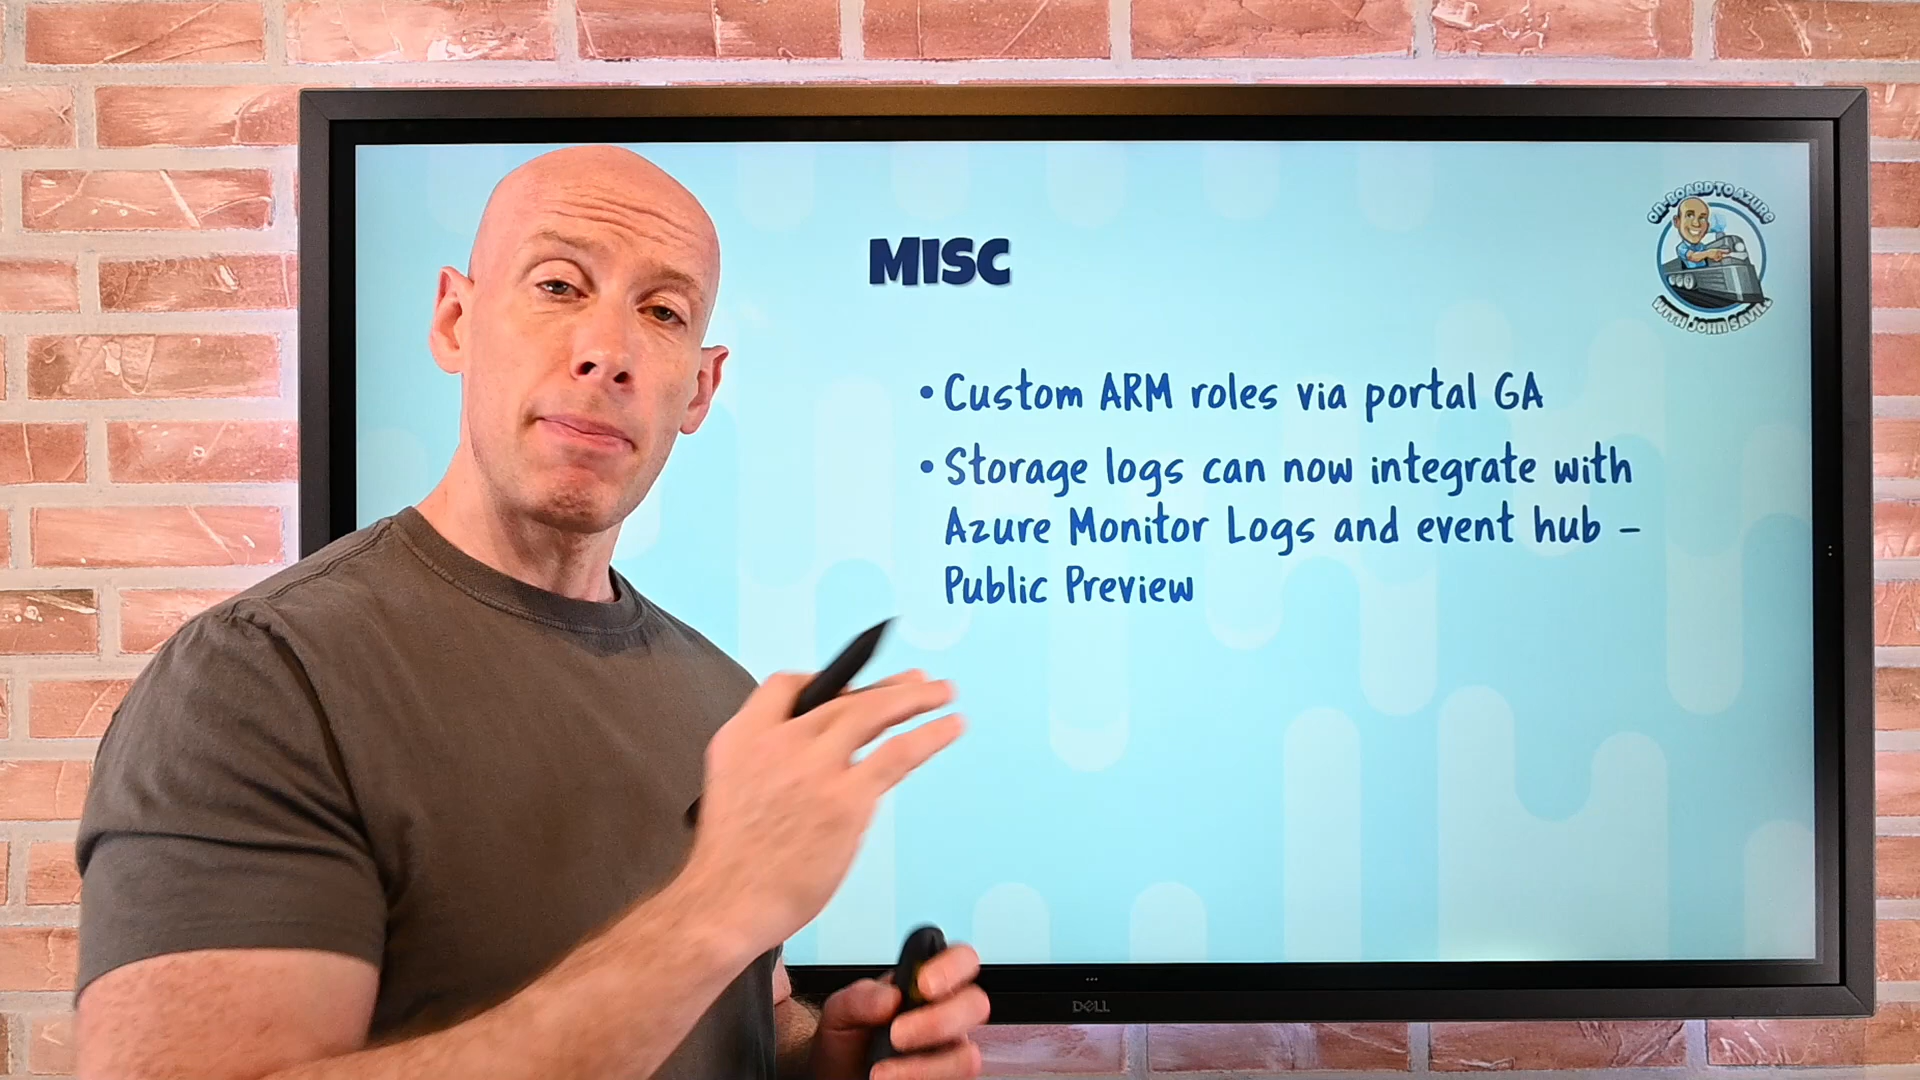 MISC
ON-BOARD TO AZURE
WITH JOHN SAVILL
• Custom ARM roles via portal GA
• Storage logs can now integrate with
Azure Monitor Logs and event hub –
Public Preview
DELL